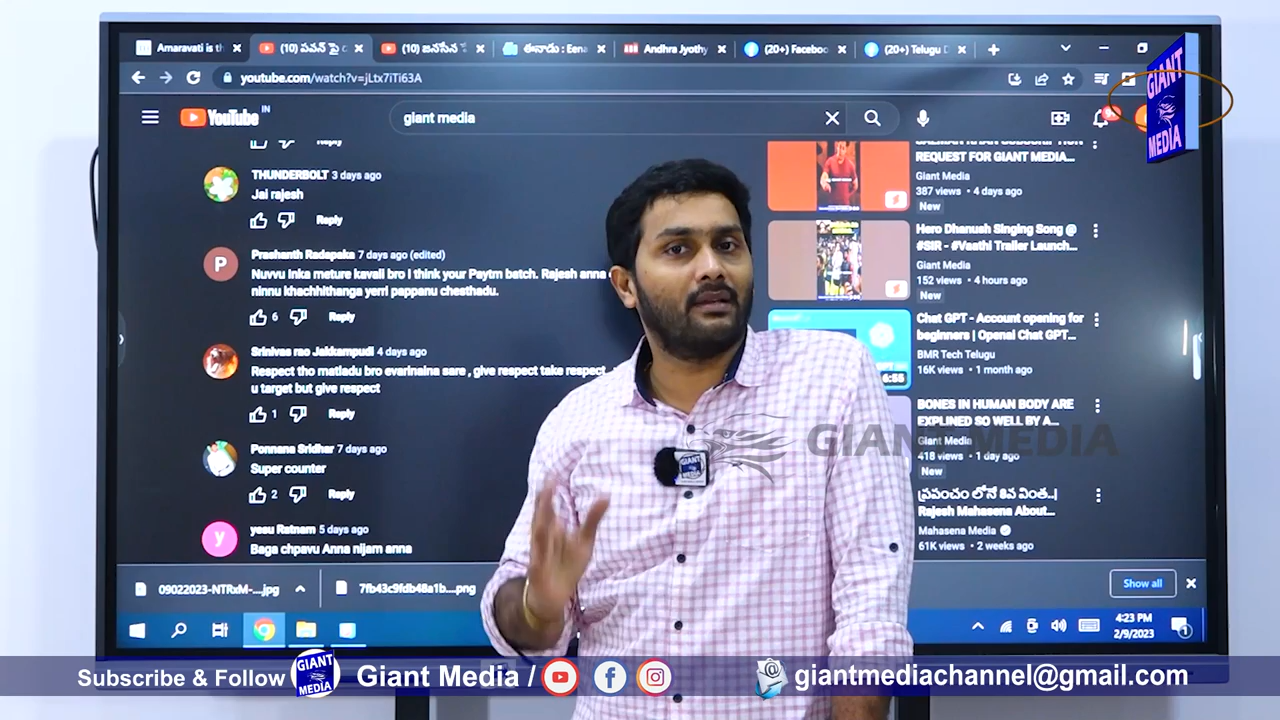 Amaravati is th
(10) పవన్ పై
(10) జనసేన
ఈనాడు : Eena
Andhra Jyothy
(20+) Facebo
(20+) Telugu D
youtube.com/watch?v=jLtx7iTi63A
YouTube IN
giant media
Reply
THUNDERBOLT 3 days ago
Jai rajesh
Reply
Prashanth Radapaka 7 days ago (edited)
Nuvvu inka meture kavali bro I think your Paytm batch. Rajesh anna
ninnu khachhithanga yerri pappanu chesthadu.
6 Reply
Srinivas rao Jakkampudi 4 days ago
Respect tho matladu bro evarinaina sare , give respect take respect
u target but give respect
1 Reply
Ponnana Sridhar 7 days ago
Super counter
2 Reply
yesu Ratnam 5 days ago
Baga chpavu Anna nijam anna
REQUEST FOR GIANT MEDIA...
Giant Media
387 views • 4 days ago
New
Hero Dhanush Singing Song @
#SIR - #Vaathi Trailer Launch...
Giant Media
152 views • 4 hours ago
New
Chat GPT - Account opening for
beginners | Openai Chat GPT...
BMR Tech Telugu
16K views • 1 month ago
6:55
BONES IN HUMAN BODY ARE
EXPLINED SO WELL BY A...
Giant Media
418 views • 1 day ago
New
ప్రపంచం లోనే 8వ వింత..|
Rajesh Mahasena About...
Mahasena Media
61K views • 2 weeks ago
09022023-NTRxM-....jpg
7fb43c9fdb48a1b....png
Show all
4:23 PM
2/9/2023
GIANT
MEDIA
GIANT MEDIA
GIANT
MEDIA
Subscribe & Follow
GIANT
MEDIA
Giant Media /
giantmediachannel@gmail.com